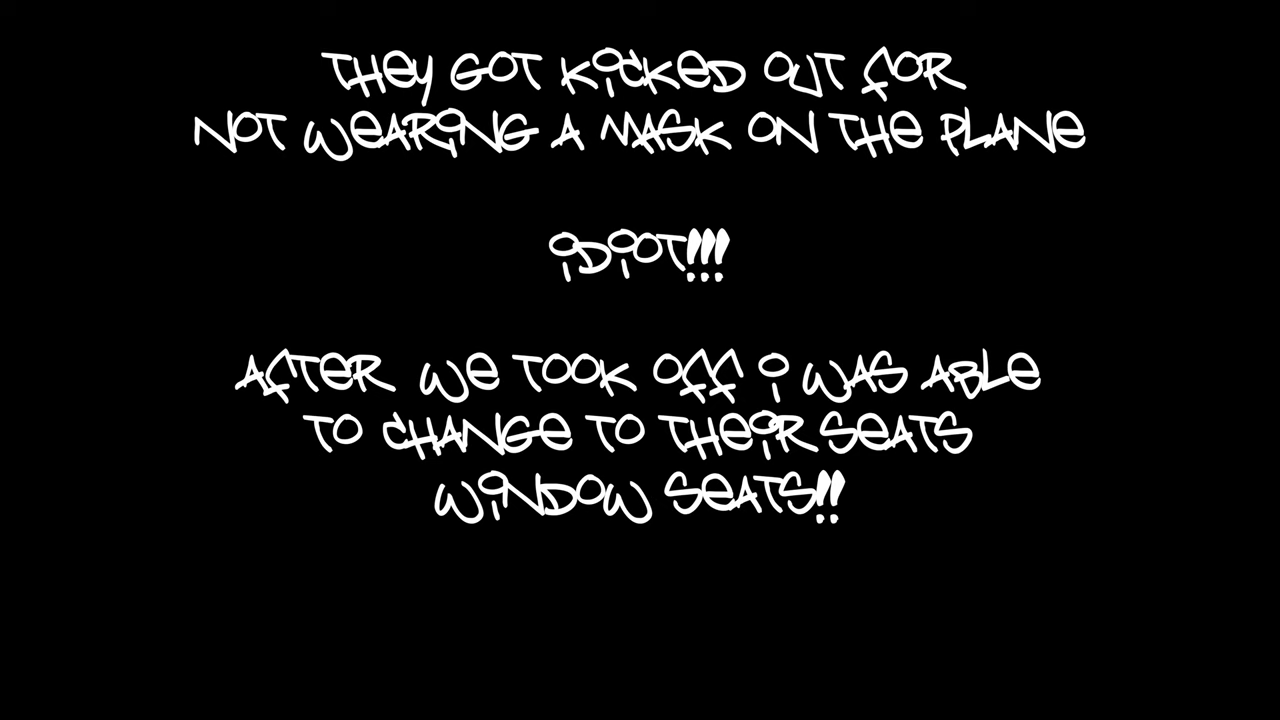 THEY GOT KICKED OUT FOR
NOT WEARING A MASK ON THE PLANE
IDIOT!!!
AFTER WE TOOK OFF I WAS ABLE
TO CHANGE TO THEIR SEATS
WINDOW SEATS!!